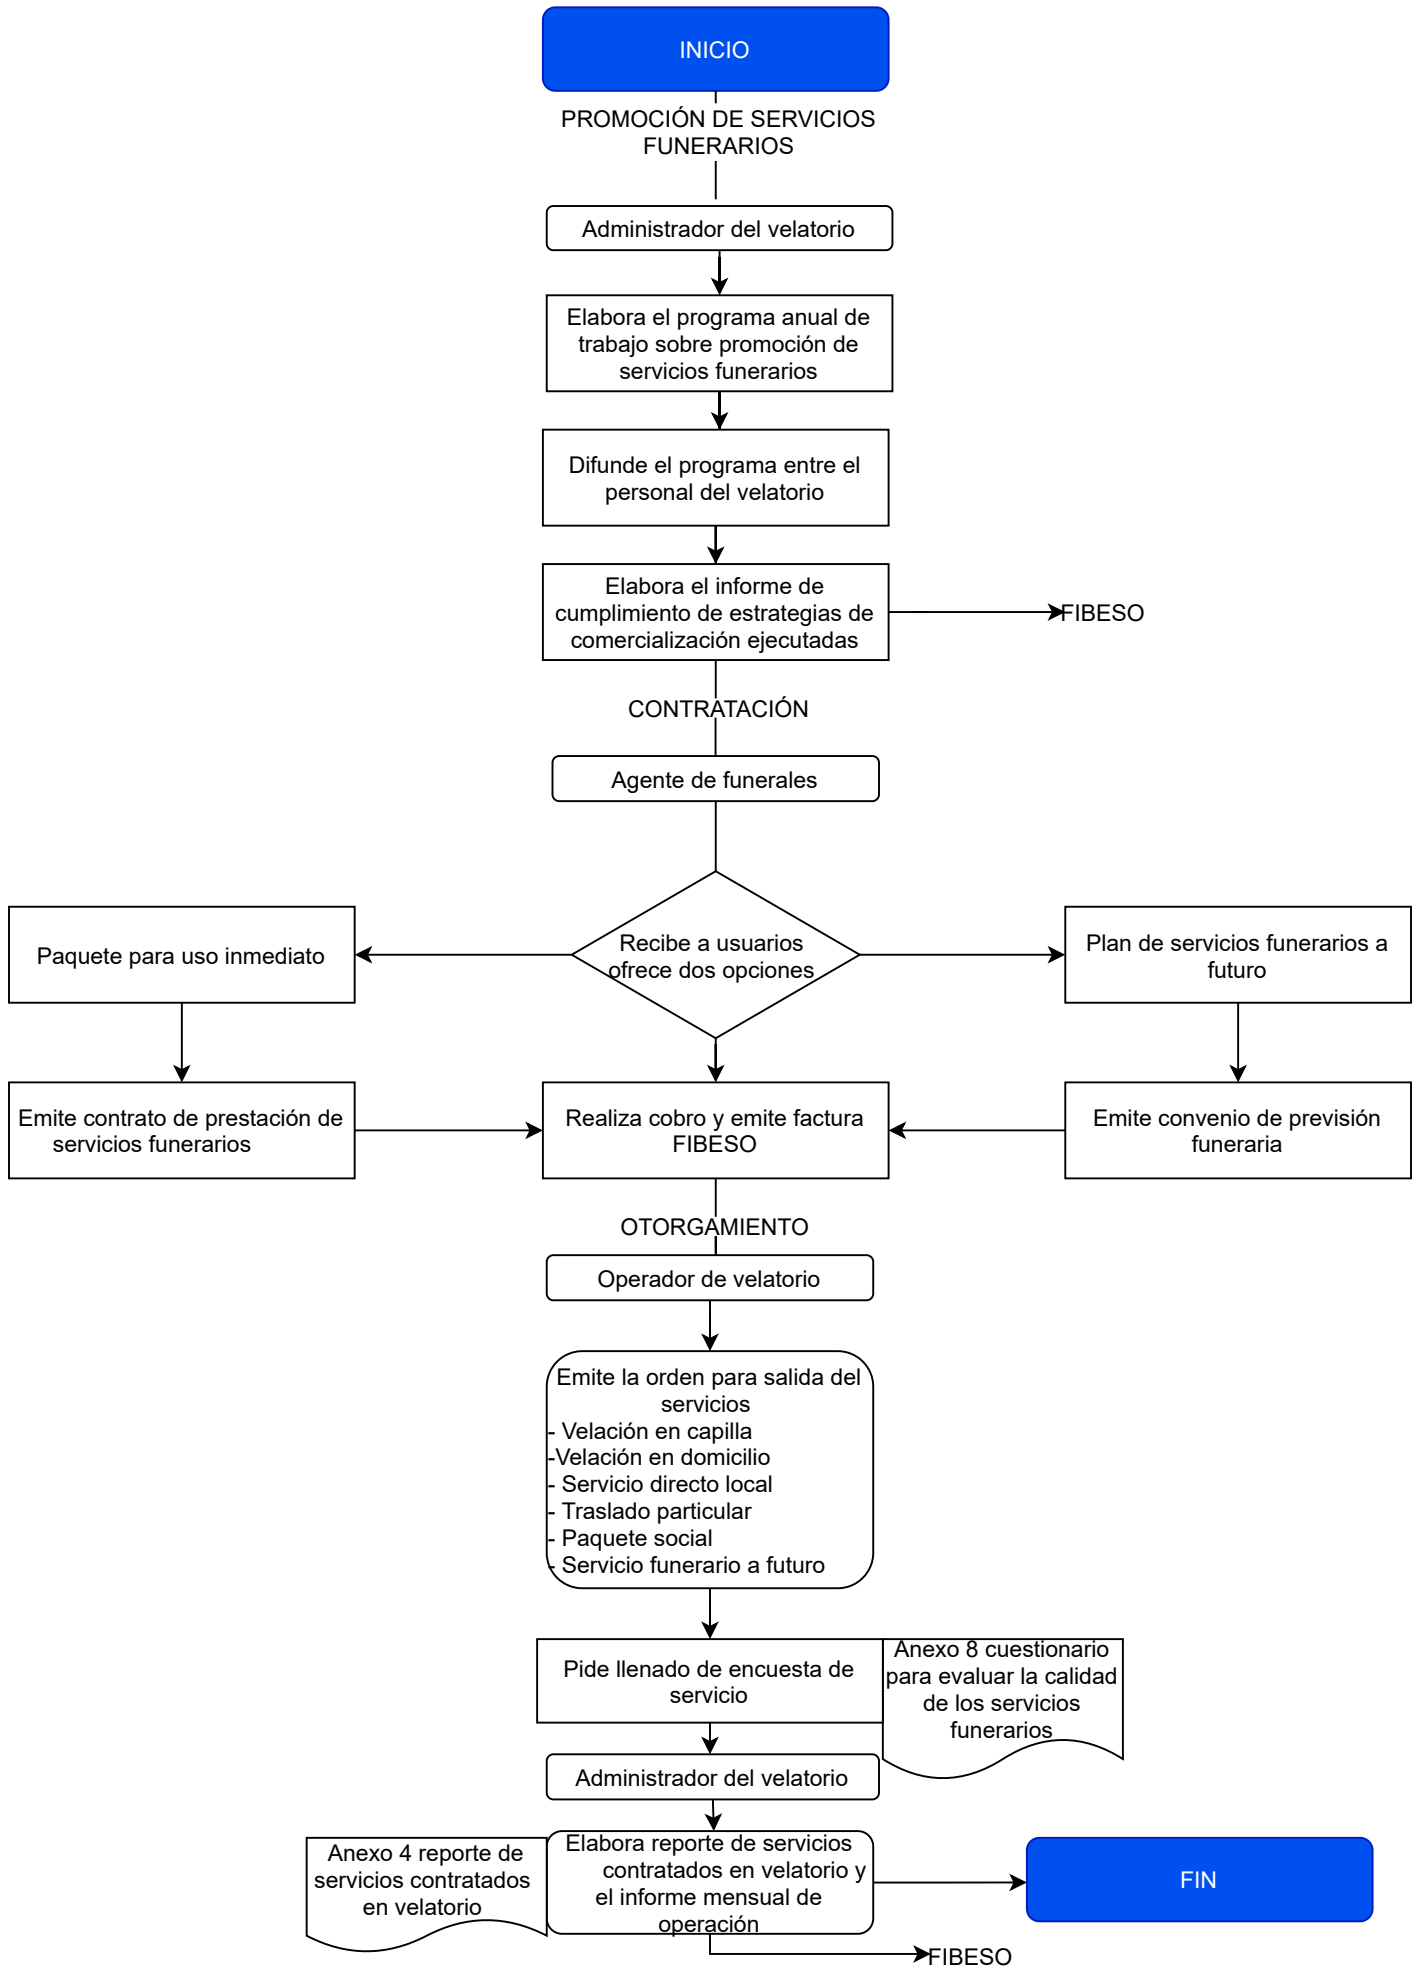 INICIO
PROMOCIÓN DE SERVICIOS
FUNERARIOS
Administrador del velatorio
Elabora el programa anual de
trabajo sobre promoción de
servicios funerarios
Difunde el programa entre el
personal del velatorio
Elabora el informe de
cumplimiento de estrategias de
comercialización ejecutadas
FIBESO
CONTRATACIÓN
Agente de funerales
Paquete para uso inmediato
Recibe a usuarios
ofrece dos opciones
Plan de servicios funerarios a
futuro
Emite contrato de prestación de
servicios funerarios
Realiza cobro y emite factura
FIBESO
Emite convenio de previsión
funeraria
OTORGAMIENTO
Operador de velatorio
Emite la orden para salida del
servicios
- Velación en capilla
-Velación en domicilio
- Servicio directo local
- Traslado particular
- Paquete social
- Servicio funerario a futuro
Pide llenado de encuesta de
servicio
Anexo 8 cuestionario
para evaluar la calidad
de los servicios
funerarios
Administrador del velatorio
Anexo 4 reporte de
servicios contratados
en velatorio
Elabora reporte de servicios
contratados en velatorio y
el informe mensual de
operación
FIN
FIBESO